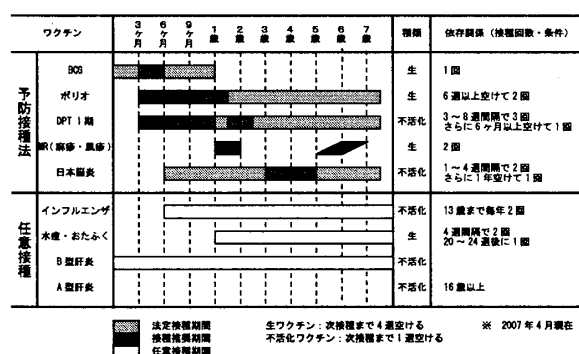 ワクチン 3ヶ月 6ヶ月 9ヶ月 1歳 2歳 3歳 4歳 5歳 6歳 7歳 種類 依存関係（接種回数・条件）
予防接種法
BCG 生 1回
ポリオ 生 6週以上空けて2回
DPT 1期 不活化 3～8週間隔で3回
さらに6ヶ月以上空けて1回
MR(麻疹・風疹) 生 2回
日本脳炎 不活化 1～4週間隔で2回
さらに1年空けて1回
任意接種
インフルエンザ 不活化 13歳まで毎年2回
水痘・おたふく 生 4週間隔で2回
20～24週後に1回
B型肝炎 不活化
A型肝炎 不活化 16歳以上
法定接種期間 生ワクチン：次接種まで4週空ける ※ 2007年4月現在
接種推奨期間 不活化ワクチン：次接種まで1週空ける
任意接種期間